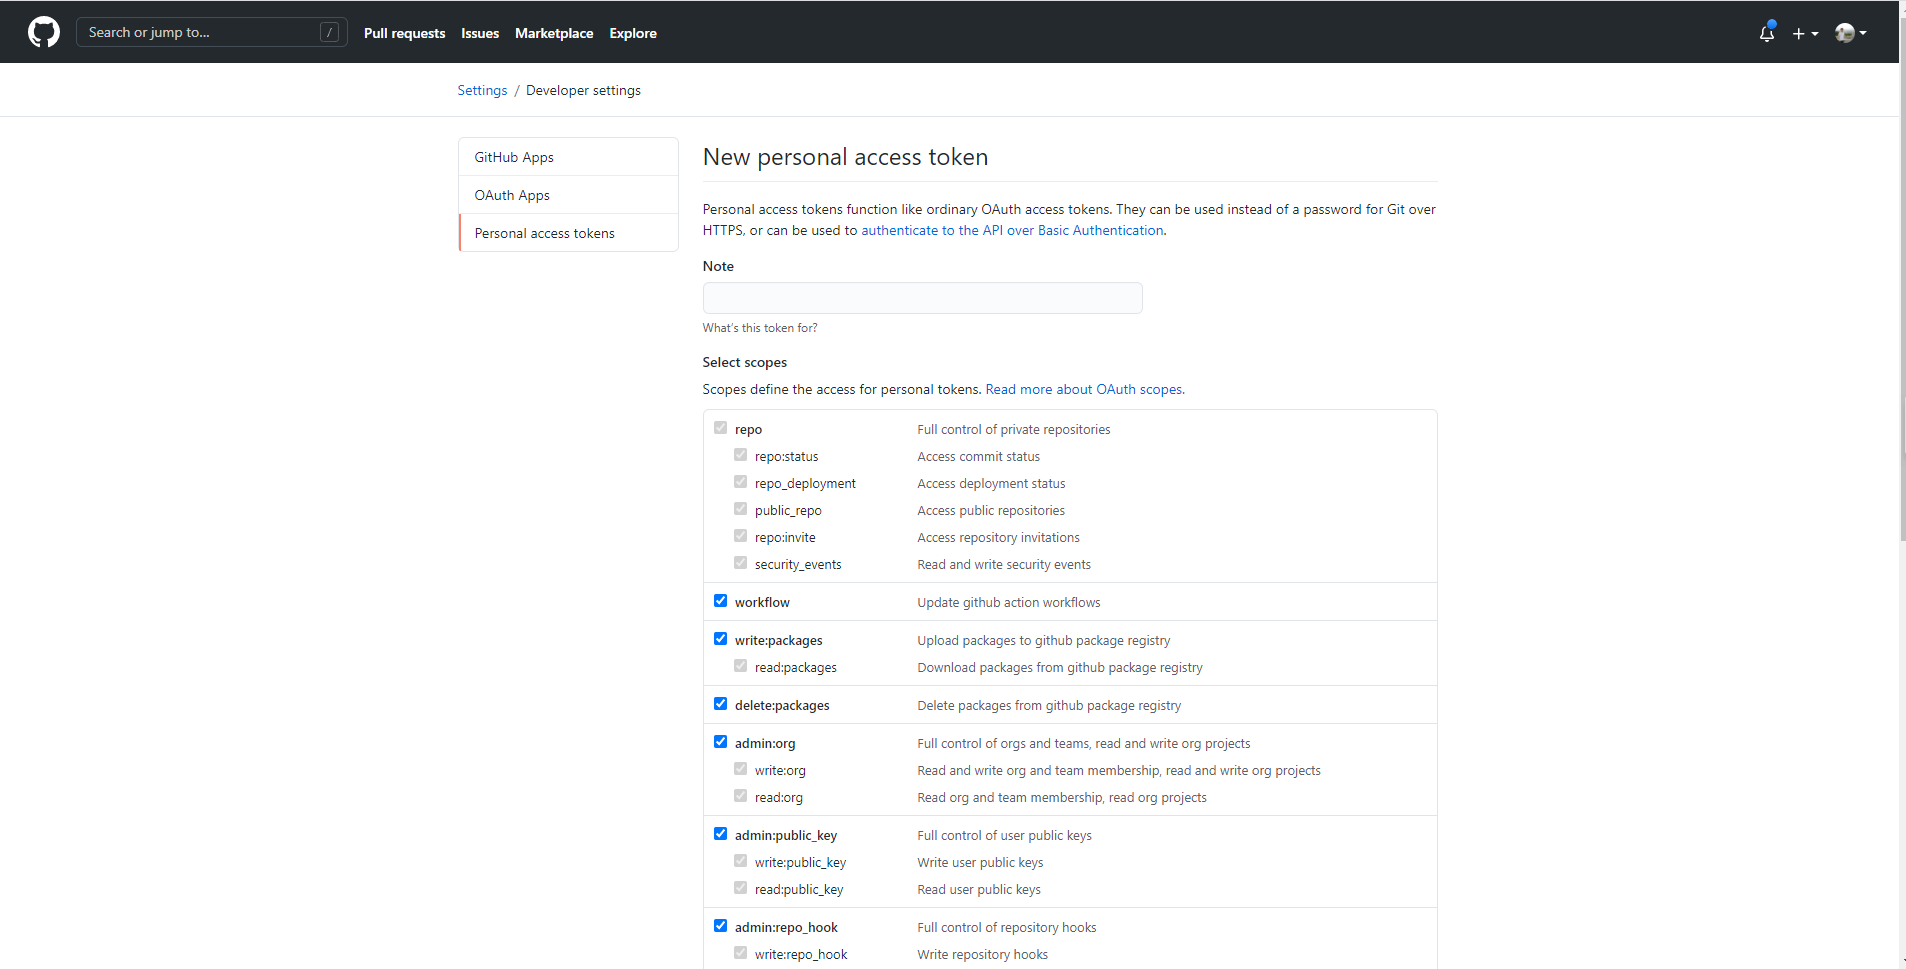 Search or jump to... /
Pull requests Issues Marketplace Explore
Settings / Developer settings
GitHub Apps
OAuth Apps
Personal access tokens
New personal access token
Personal access tokens function like ordinary OAuth access tokens. They can be used instead of a password for Git over
HTTPS, or can be used to authenticate to the API over Basic Authentication.
Note
What's this token for?
Select scopes
Scopes define the access for personal tokens. Read more about OAuth scopes.
repo Full control of private repositories
repo:status Access commit status
repo_deployment Access deployment status
public_repo Access public repositories
repo:invite Access repository invitations
security_events Read and write security events
workflow Update github action workflows
write:packages Upload packages to github package registry
read:packages Download packages from github package registry
delete:packages Delete packages from github package registry
admin:org Full control of orgs and teams, read and write org projects
write:org Read and write org and team membership, read and write org projects
read:org Read org and team membership, read org projects
admin:public_key Full control of user public keys
write:public_key Write user public keys
read:public_key Read user public keys
admin:repo_hook Full control of repository hooks
write:repo_hook Write repository hooks